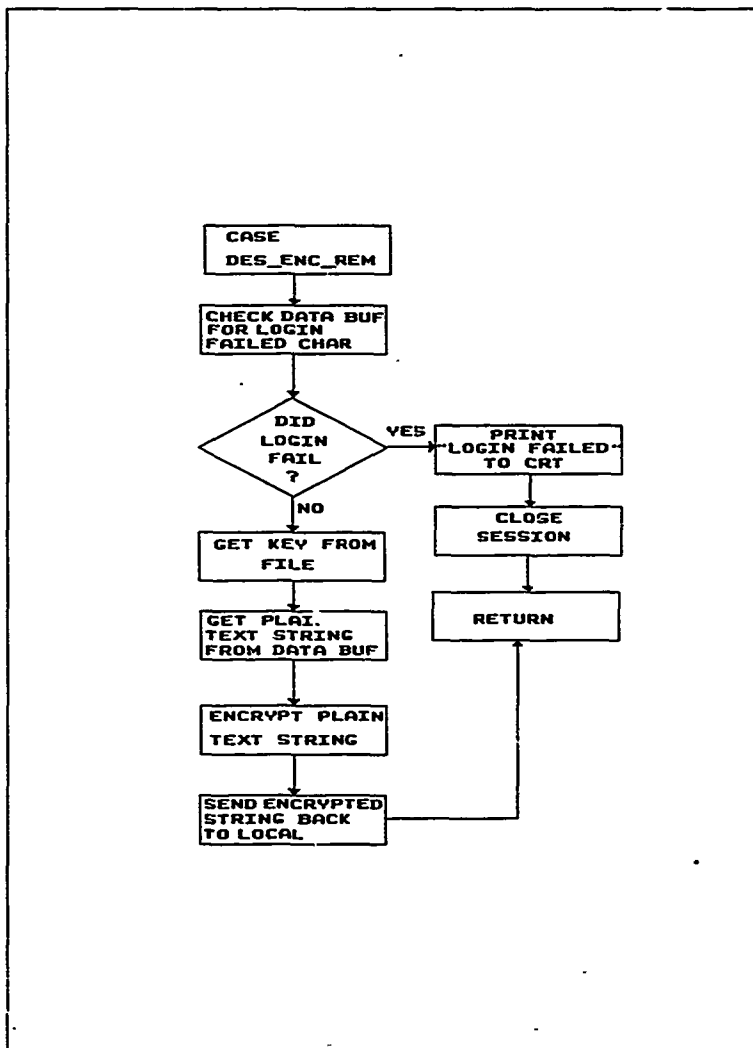 CASE
DES_ENC_REM
CHECK DATA BUF
FOR LOGIN
FAILED CHAR
DID
LOGIN
FAIL
?
YES
PRINT
"LOGIN FAILED"
TO CRT
NO
CLOSE
SESSION
GET KEY FROM
FILE
RETURN
GET PLAI.
TEXT STRING
FROM DATA BUF
ENCRYPT PLAIN
TEXT STRING
SEND ENCRYPTED
STRING BACK
TO LOCAL